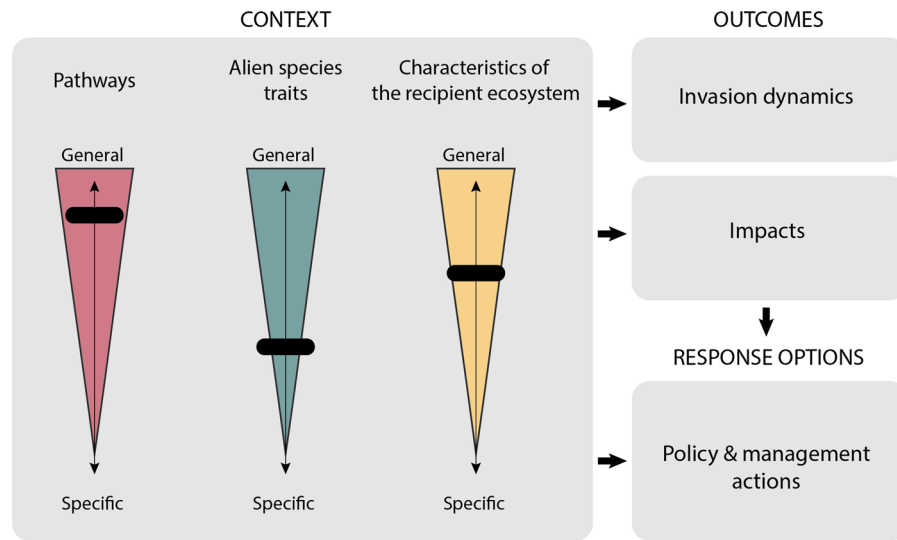 CONTEXT
Pathways
Alien species
traits
Characteristics of
the recipient ecosystem
General
General
General
Specific
Specific
Specific
OUTCOMES
Invasion dynamics
Impacts
RESPONSE OPTIONS
Policy & management
actions